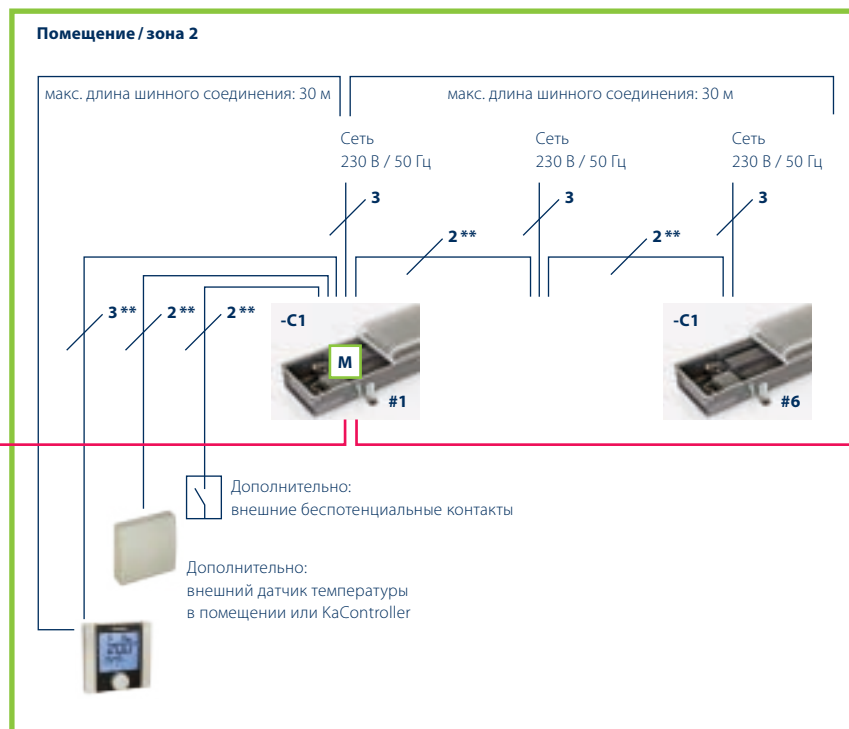 Помещение / зона 2
макс. длина шинного соединения: 30 м
макс. длина шинного соединения: 30 м
Сеть
230 В / 50 Гц
Сеть
230 В / 50 Гц
Сеть
230 В / 50 Гц
3
3
3
2 **
2 **
3 **
2 **
2 **
-C1
M
#1
-C1
#6
Дополнительно:
внешние беспотенциальные контакты
Дополнительно:
внешний датчик температуры
в помещении или KaController